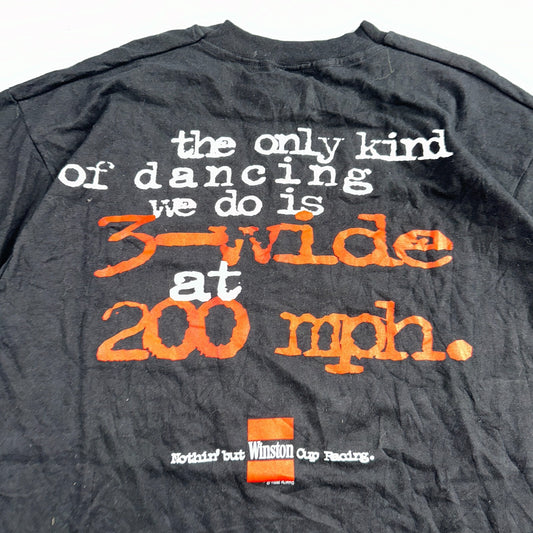 the only kind
of dancing
we do is
3-wide
at
200 mph.
Nothin' but Winston Cup Racing.